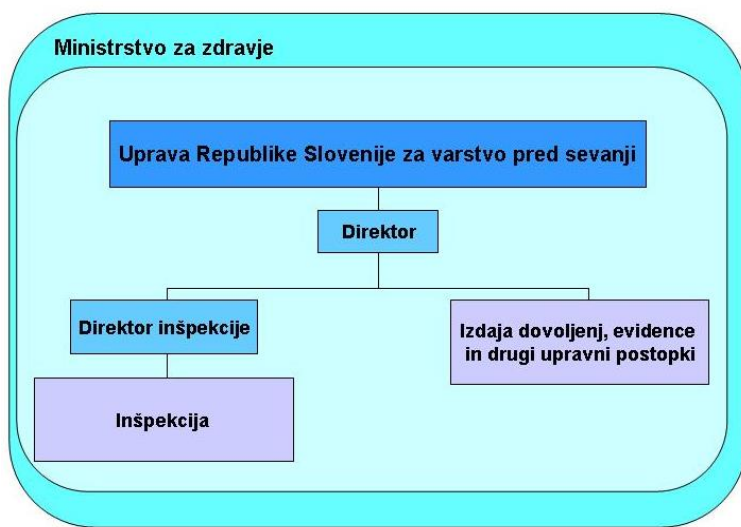 Ministrstvo za zdravje
Uprava Republike Slovenije za varstvo pred sevanji
Direktor
Direktor inšpekcije
Izdaja dovoljenj, evidence
in drugi upravni postopki
Inšpekcija